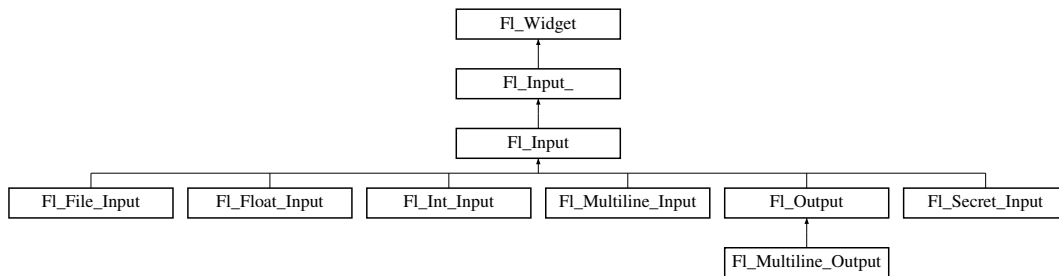 Fl_Widget
Fl_Input_
Fl_Input
Fl_File_Input
Fl_Float_Input
Fl_Int_Input
Fl_Multiline_Input
Fl_Output
Fl_Secret_Input
Fl_Multiline_Output